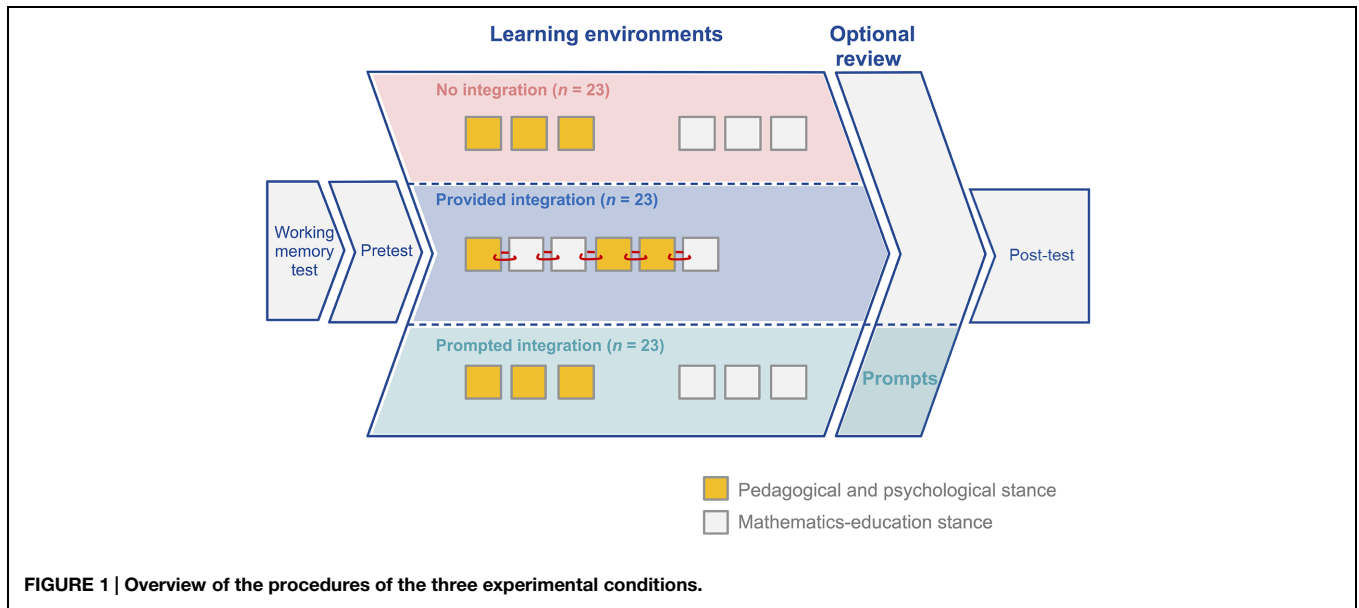 Learning environments
Optional
review
No integration (n = 23)
Provided integration (n = 23)
Working
memory
test
Pretest
Post-test
Prompted integration (n = 23)
Prompts
Pedagogical and psychological stance
Mathematics-education stance
FIGURE 1 | Overview of the procedures of the three experimental conditions.